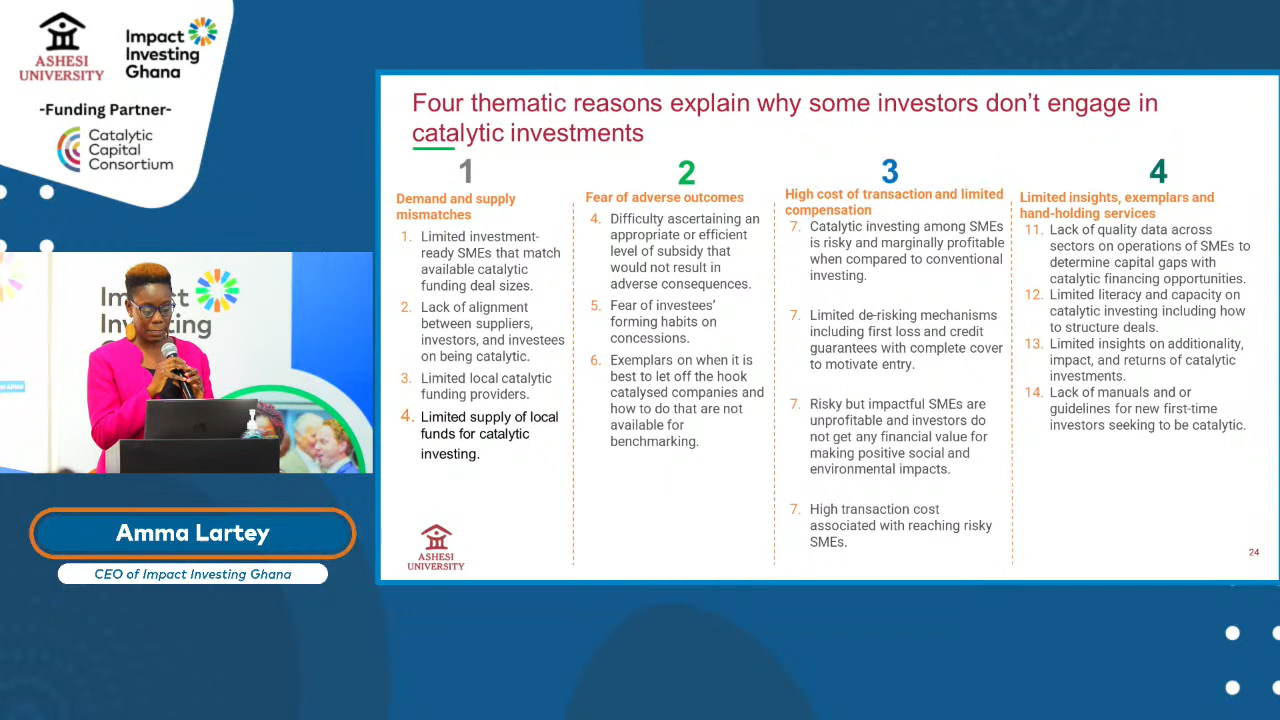 ASHESI
UNIVERSITY
Impact
Investing
Ghana
-Funding Partner-
Catalytic
Capital
Consortium
Impact
Investing
Amma Lartey
CEO of Impact Investing Ghana
Four thematic reasons explain why some investors don't engage in
catalytic investments
1
Demand and supply
mismatches
1. Limited investment-
ready SMEs that match
available catalytic
funding deal sizes.
2. Lack of alignment
between suppliers,
investors, and investees
on being catalytic.
3. Limited local catalytic
funding providers.
4. Limited supply of local
funds for catalytic
investing.
2
Fear of adverse outcomes
4. Difficulty ascertaining an
appropriate or efficient
level of subsidy that
would not result in
adverse consequences.
5. Fear of investees'
forming habits on
concessions.
6. Exemplars on when it is
best to let off the hook
catalysed companies and
how to do that are not
available for
benchmarking.
3
High cost of transaction and limited
compensation
7. Catalytic investing among SMEs
is risky and marginally profitable
when compared to conventional
investing.
7. Limited de-risking mechanisms
including first loss and credit
guarantees with complete cover
to motivate entry.
7. Risky but impactful SMEs are
unprofitable and investors do
not get any financial value for
making positive social and
environmental impacts.
7. High transaction cost
associated with reaching risky
SMEs.
4
Limited insights, exemplars and
hand-holding services
11. Lack of quality data across
sectors on operations of SMEs to
determine capital gaps with
catalytic financing opportunities.
12. Limited literacy and capacity on
catalytic investing including how
to structure deals.
13. Limited insights on additionality,
impact, and returns of catalytic
investments.
14. Lack of manuals and or
guidelines for new first-time
investors seeking to be catalytic.
ASHESI
UNIVERSITY
24